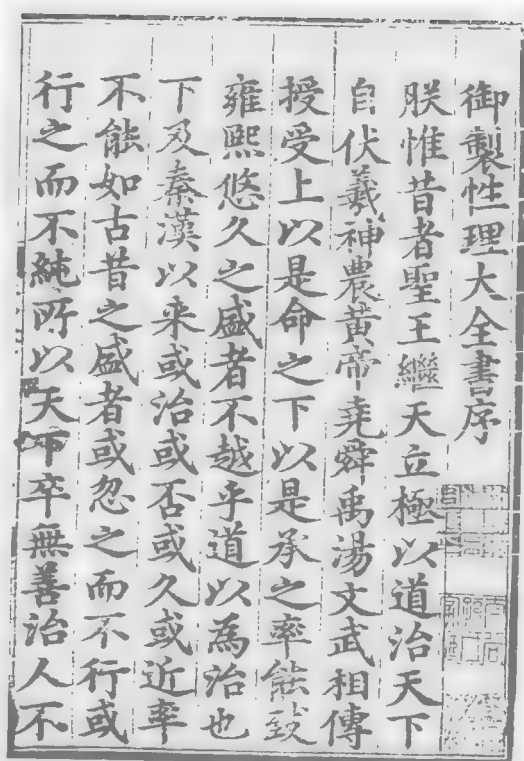 御製性理大全書序
朕惟昔者聖王繼天立極以道治天下
自伏羲神農黃帝堯舜禹湯文武相傳
授受上以是命之下以是承之率能致
雍熙悠久之盛者不越乎道以為治也
下及秦漢以来或治或否或久或近率
不能如古昔之盛者或忽之而不行或
行之而不純所以天下卒無善治人不